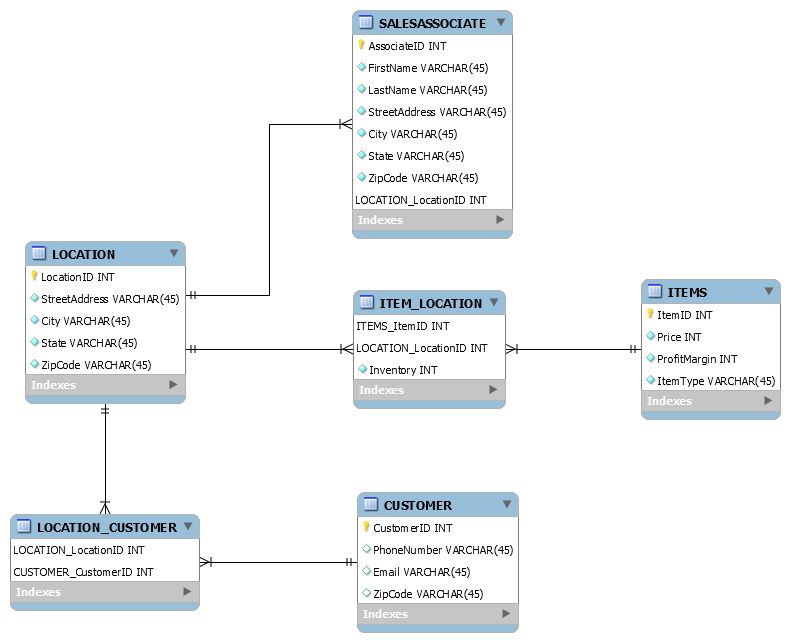 SALESASSOCIATE
AssociateID INT
FirstName VARCHAR(45)
LastName VARCHAR(45)
StreetAddress VARCHAR(45)
City VARCHAR(45)
State VARCHAR(45)
ZipCode VARCHAR(45)
LOCATION_LocationID INT
Indexes
LOCATION
LocationID INT
StreetAddress VARCHAR(45)
City VARCHAR(45)
State VARCHAR(45)
ZipCode VARCHAR(45)
Indexes
ITEM_LOCATION
ITEMS_ItemID INT
LOCATION_LocationID INT
Inventory INT
Indexes
ITEMS
ItemID INT
Price INT
ProfitMargin INT
ItemType VARCHAR(45)
Indexes
LOCATION_CUSTOMER
LOCATION_LocationID INT
CUSTOMER_CustomerID INT
Indexes
CUSTOMER
CustomerID INT
PhoneNumber VARCHAR(45)
Email VARCHAR(45)
ZipCode VARCHAR(45)
Indexes